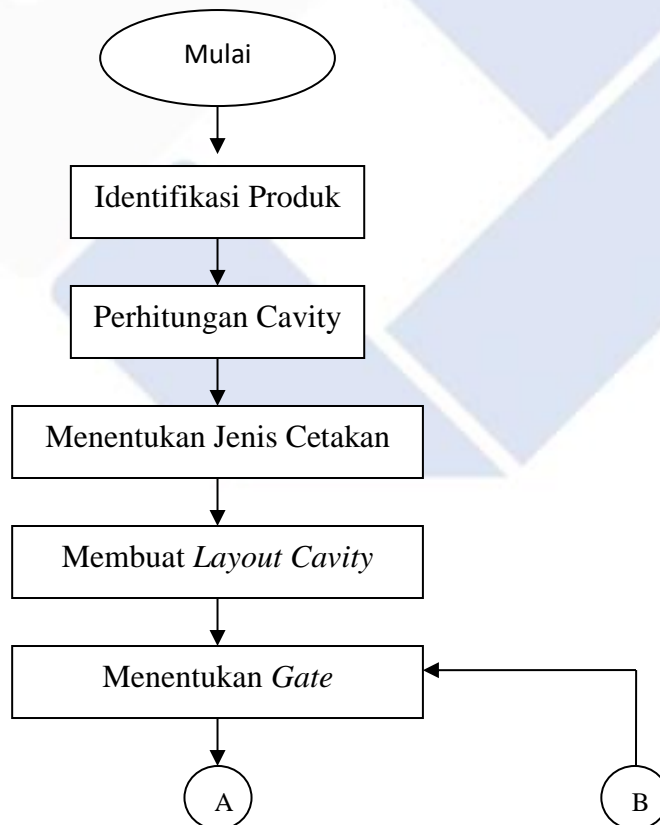 Mulai
Identifikasi Produk
Perhitungan Cavity
Menentukan Jenis Cetakan
Membuat Layout Cavity
Menentukan Gate
A
B